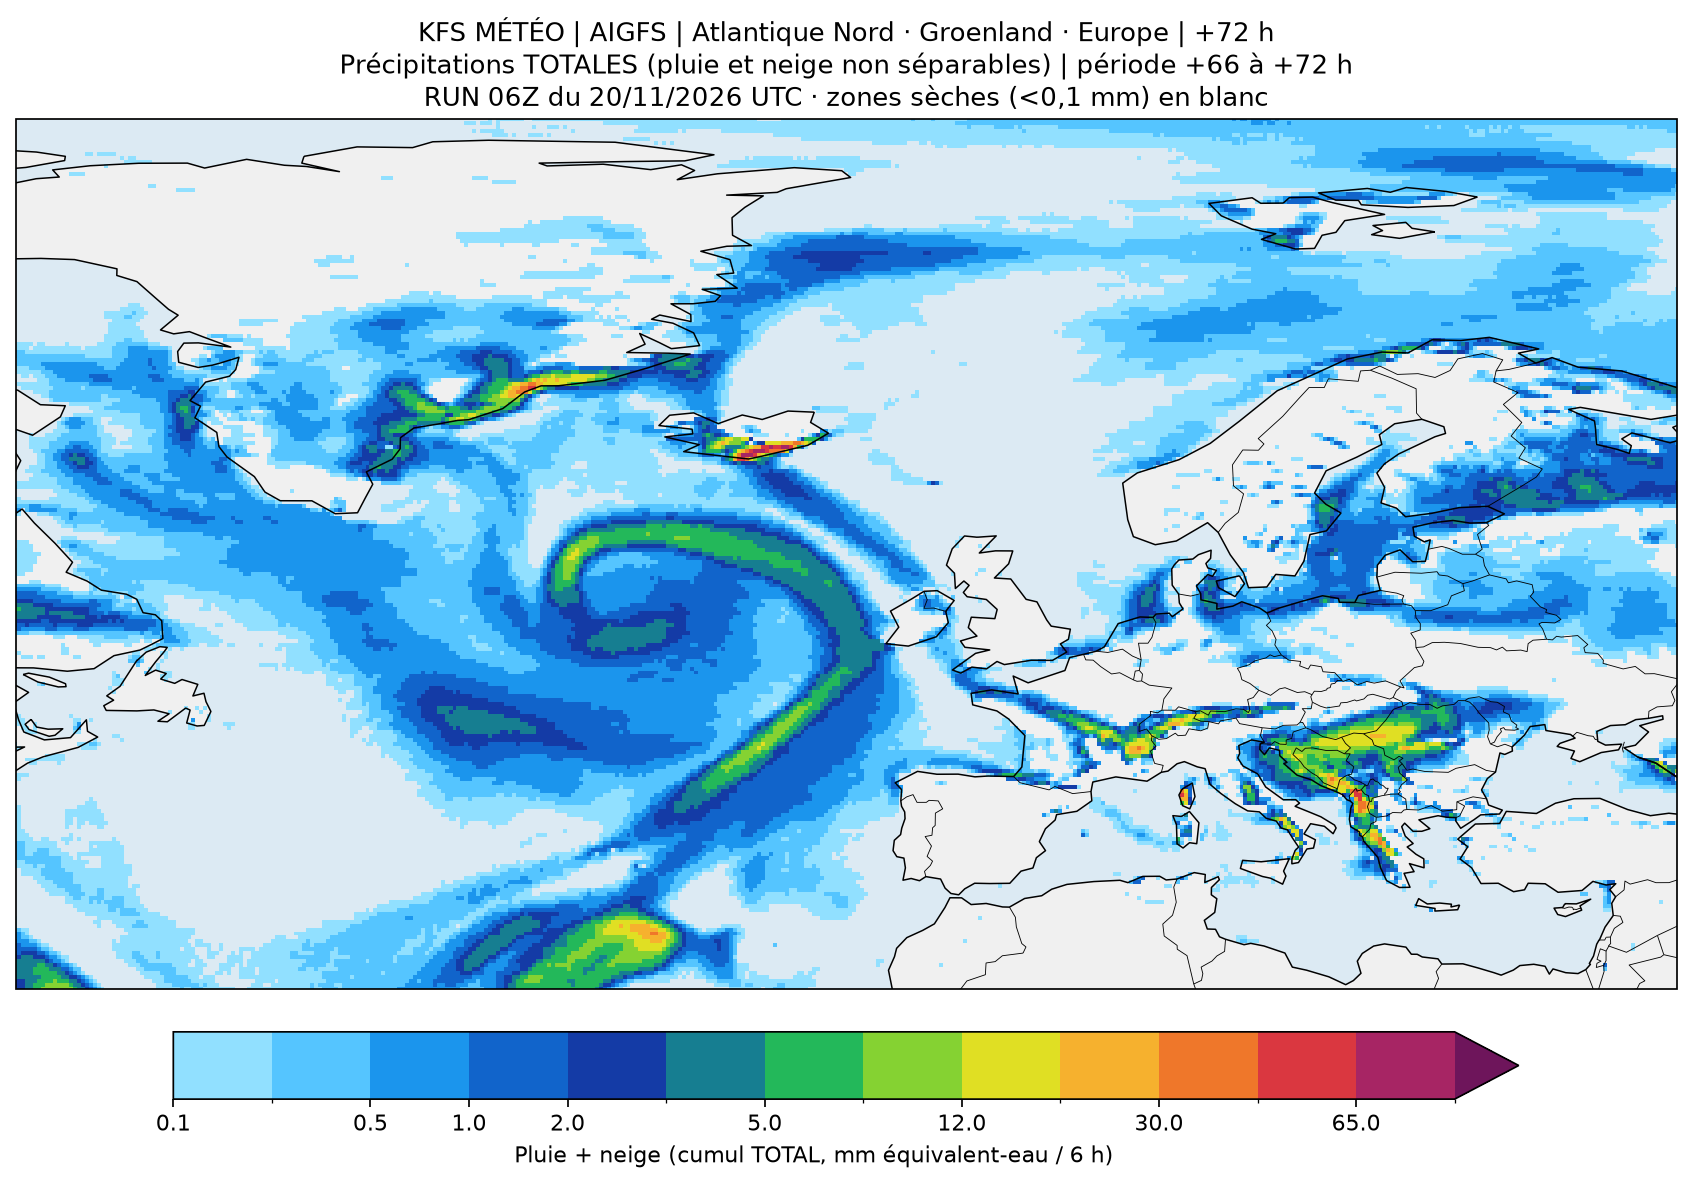 KFS MÉTÉO | AIGFS | Atlantique Nord · Groenland · Europe | +72 h
Précipitations TOTALES (pluie et neige non séparables) | période +66 à +72 h
RUN 06Z du 20/11/2026 UTC · zones sèches (<0,1 mm) en blanc
0.1 0.5 1.0 2.0 5.0 12.0 30.0 65.0
Pluie + neige (cumul TOTAL, mm équivalent-eau / 6 h)